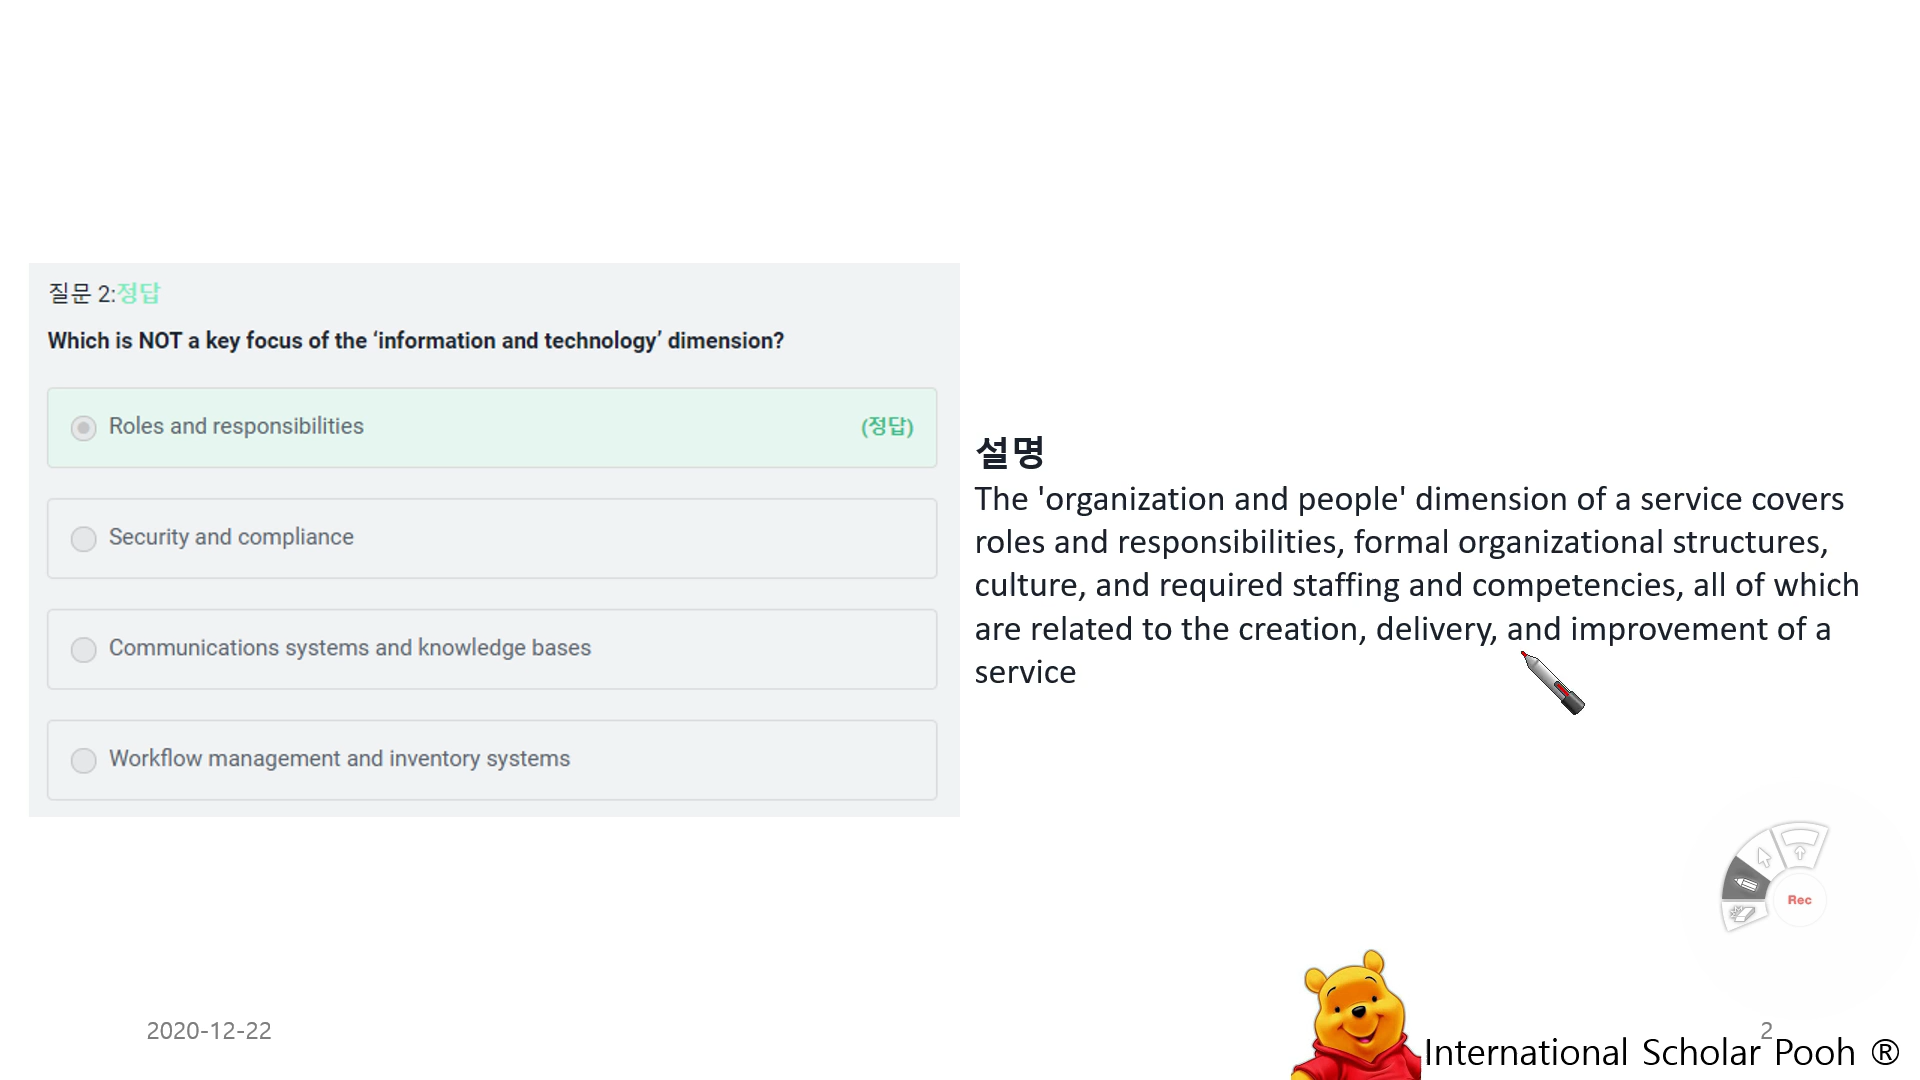 질문 2:정답
Which is NOT a key focus of the ‘information and technology’ dimension?
Roles and responsibilities (정답)
Security and compliance
Communications systems and knowledge bases
Workflow management and inventory systems
설명
The 'organization and people' dimension of a service covers
roles and responsibilities, formal organizational structures,
culture, and required staffing and competencies, all of which
are related to the creation, delivery, and improvement of a
service
Rec
2020-12-22
2
International Scholar Pooh ®